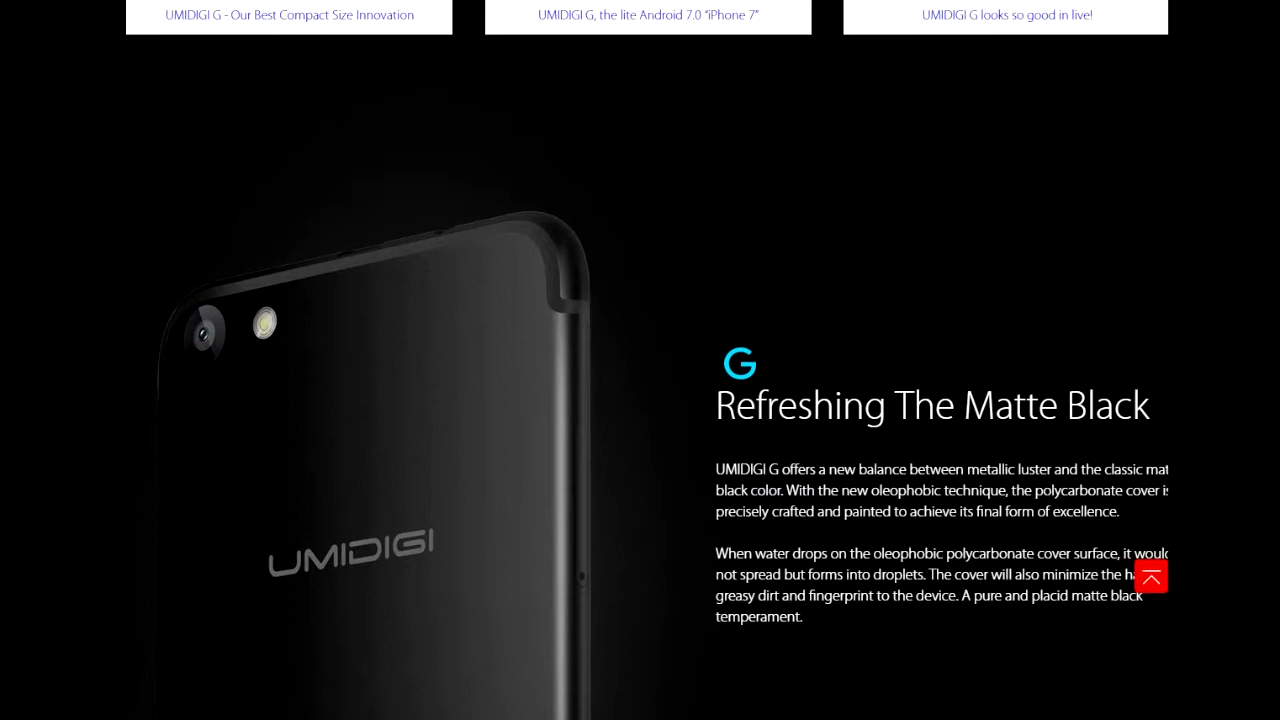 UMIDIGI G - Our Best Compact Size Innovation
UMIDIGI G, the lite Android 7.0 “iPhone 7”
UMIDIGI G looks so good in live!
G
Refreshing The Matte Black
UMIDIGI G offers a new balance between metallic luster and the classic mat
black color. With the new oleophobic technique, the polycarbonate cover is
precisely crafted and painted to achieve its final form of excellence.
When water drops on the oleophobic polycarbonate cover surface, it would
not spread but forms into droplets. The cover will also minimize the
greasy dirt and fingerprint to the device. A pure and placid matte black
temperament.
UMIDIGI